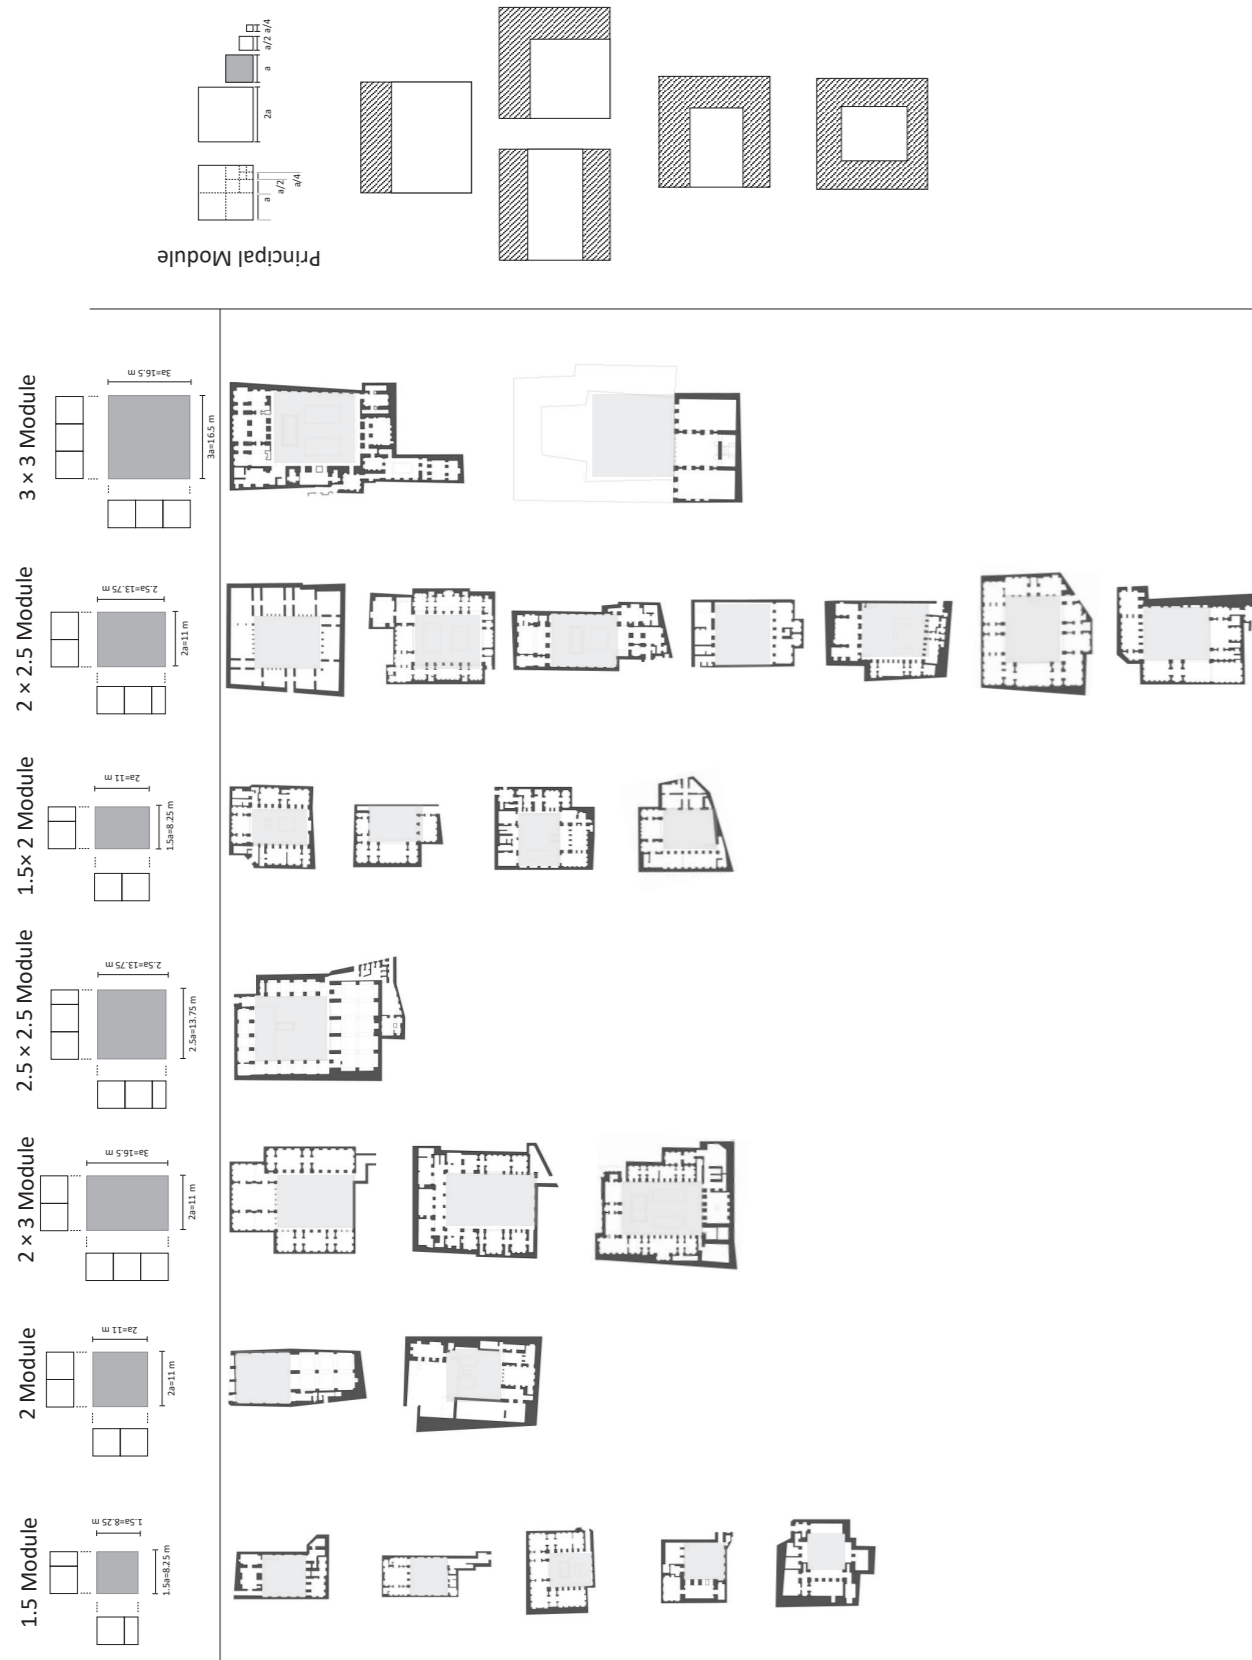 a/4
a/2
a
2a
a
a/2
a/4
Principal Module
3 × 3 Module
3a=16.5 m
3a=16.5 m
2 × 2.5 Module
2.5a=13.75 m
2a=11 m
1.5× 2 Module
2a=11 m
1.5a=8.25 m
2.5 × 2.5 Module
2.5a=13.75 m
2.5a=13.75 m
2 × 3 Module
3a=16.5 m
2a=11 m
2 Module
2a=11 m
2a=11 m
1.5 Module
1.5a=8.25 m
1.5a=8.25 m